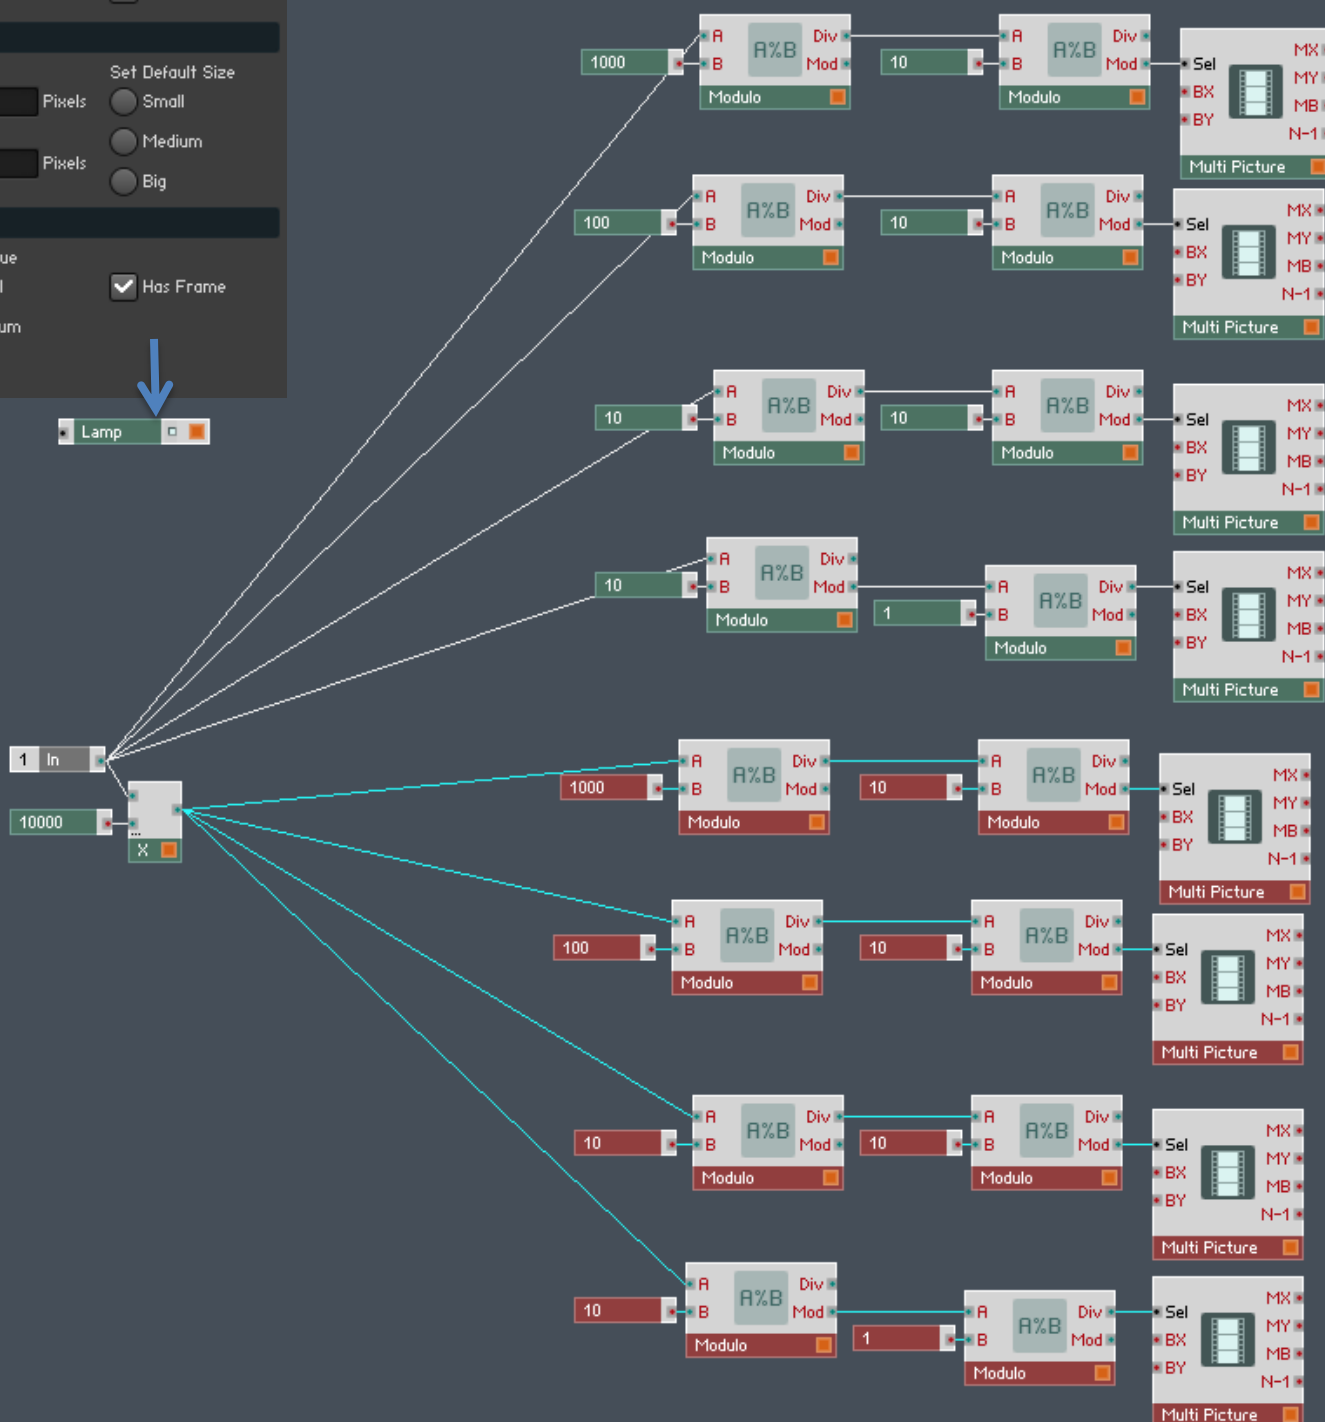 Set Default Size
Pixels
Small
Medium
Pixels
Big
ue
l
Has Frame
um
Lamp
1 In
10000
X
1000
A
B
A%B
Div
Mod
Modulo
10
A
B
A%B
Div
Mod
Modulo
Sel
BX
BY
MX
MY
MB
N-1
Multi Picture
100
A
B
A%B
Div
Mod
Modulo
10
A
B
A%B
Div
Mod
Modulo
Sel
BX
BY
MX
MY
MB
N-1
Multi Picture
10
A
B
A%B
Div
Mod
Modulo
10
A
B
A%B
Div
Mod
Modulo
Sel
BX
BY
MX
MY
MB
N-1
Multi Picture
10
A
B
A%B
Div
Mod
Modulo
1
A
B
A%B
Div
Mod
Modulo
Sel
BX
BY
MX
MY
MB
N-1
Multi Picture
1000
A
B
A%B
Div
Mod
Modulo
10
A
B
A%B
Div
Mod
Modulo
Sel
BX
BY
MX
MY
MB
N-1
Multi Picture
100
A
B
A%B
Div
Mod
Modulo
10
A
B
A%B
Div
Mod
Modulo
Sel
BX
BY
MX
MY
MB
N-1
Multi Picture
10
A
B
A%B
Div
Mod
Modulo
10
A
B
A%B
Div
Mod
Modulo
Sel
BX
BY
MX
MY
MB
N-1
Multi Picture
10
A
B
A%B
Div
Mod
Modulo
1
A
B
A%B
Div
Mod
Modulo
Sel
BX
BY
MX
MY
MB
N-1
Multi Picture